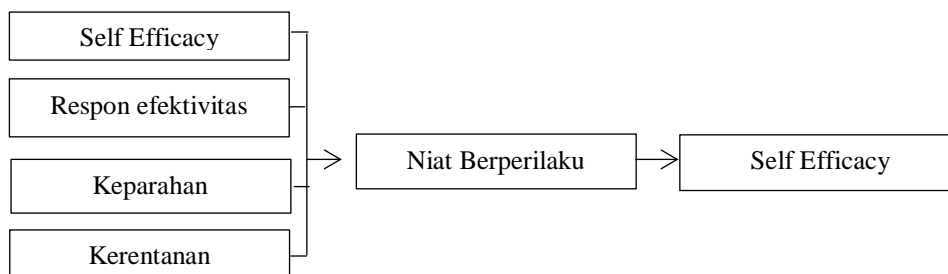 Self Efficacy
Respon efektivitas
Keparahan
Kerentanan
Niat Berperilaku
Self Efficacy